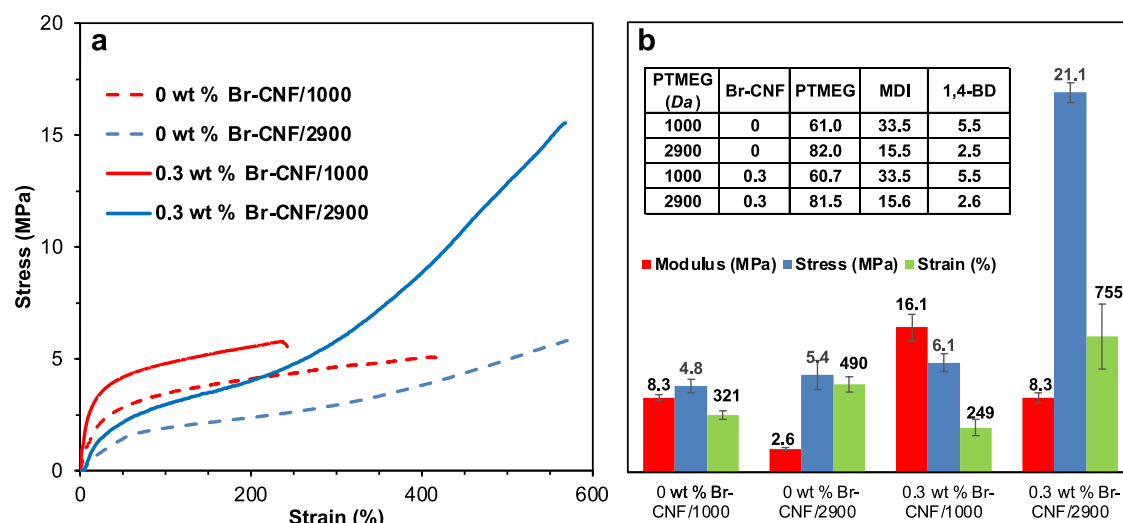 a
20
15
10
5
0
0 200 400 600
Stress (MPa)
Strain (%)
0 wt % Br-CNF/1000
0 wt % Br-CNF/2900
0.3 wt % Br-CNF/1000
0.3 wt % Br-CNF/2900
b
PTMEG (Da) Br-CNF PTMEG MDI 1,4-BD
1000 0 61.0 33.5 5.5
2900 0 82.0 15.5 2.5
1000 0.3 60.7 33.5 5.5
2900 0.3 81.5 15.6 2.6
Modulus (MPa) Stress (MPa) Strain (%)
8.3 4.8 321
2.6 5.4 490
16.1 6.1 249
8.3 21.1 755
0 wt % Br-
CNF/1000
0 wt % Br-
CNF/2900
0.3 wt % Br-
CNF/1000
0.3 wt % Br-
CNF/2900